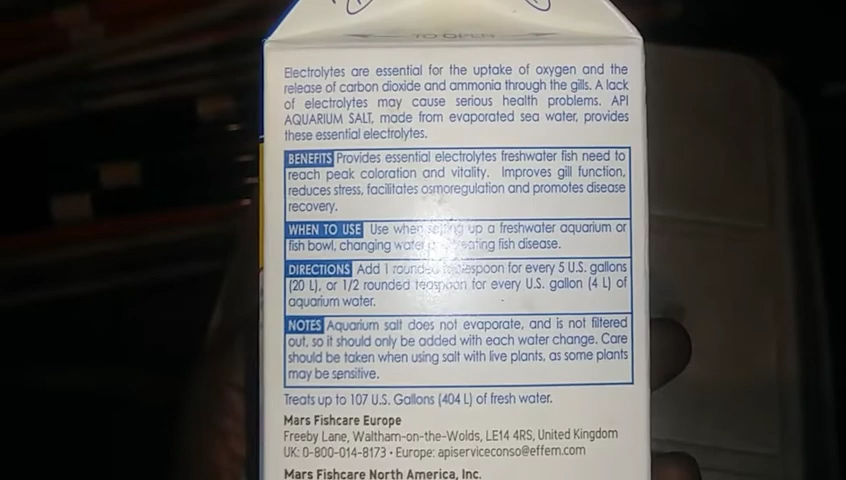 TO OPEN
Electrolytes are essential for the uptake of oxygen and the
release of carbon dioxide and ammonia through the gills. A lack
of electrolytes may cause serious health problems. API
AQUARIUM SALT, made from evaporated sea water, provides
these essential electrolytes.
BENEFITS Provides essential electrolytes freshwater fish need to
reach peak coloration and vitality. Improves gill function,
reduces stress, facilitates osmoregulation and promotes disease
recovery.
WHEN TO USE Use when setting up a freshwater aquarium or
fish bowl, changing water treating fish disease.
DIRECTIONS Add 1 rounded tablespoon for every 5 U.S. gallons
(20 L), or 1/2 rounded teaspoon for every U.S. gallon (4 L) of
aquarium water.
NOTES Aquarium salt does not evaporate, and is not filtered
out, so it should only be added with each water change. Care
should be taken when using salt with live plants, as some plants
may be sensitive.
Treats up to 107 U.S. Gallons (404 L) of fresh water.
Mars Fishcare Europe
Freeby Lane, Waltham-on-the-Wolds, LE14 4RS, United Kingdom
UK: 0-800-014-8173 • Europe: apiserviceconso@effem.com
Mars Fishcare North America, Inc.